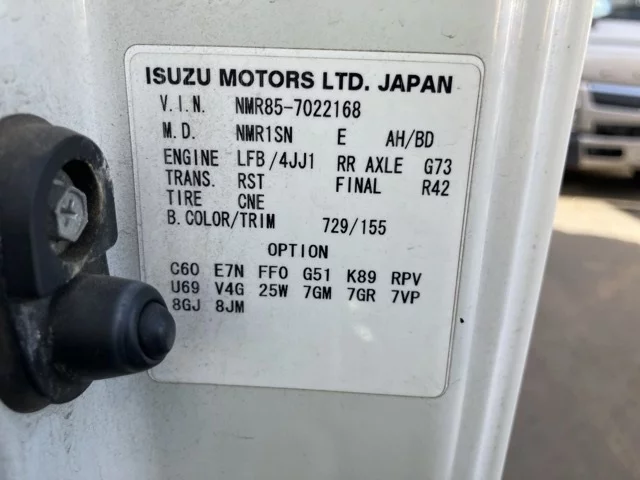 ISUZU MOTORS LTD. JAPAN
V.I.N. NMR85-7022168
M.D. NMR1SN E AH/BD
ENGINE LFB/4JJ1 RR AXLE G73
TRANS. RST FINAL R42
TIRE CNE
B.COLOR/TRIM 729/155
OPTION
C60 E7N FF0 G51 K89 RPV
U69 V4G 25W 7GM 7GR 7VP
8GJ 8JM